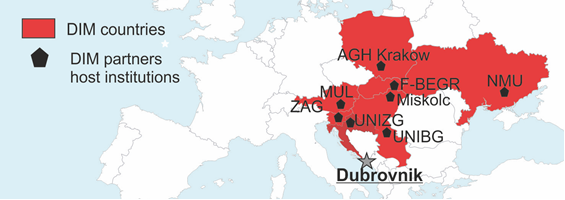 DIM countries
DIM partners
host institutions
AGH Krakow
F-BEGR
NMU
MUL
Miskolc
ZAG
UNIZG
UNIBG
Dubrovnik